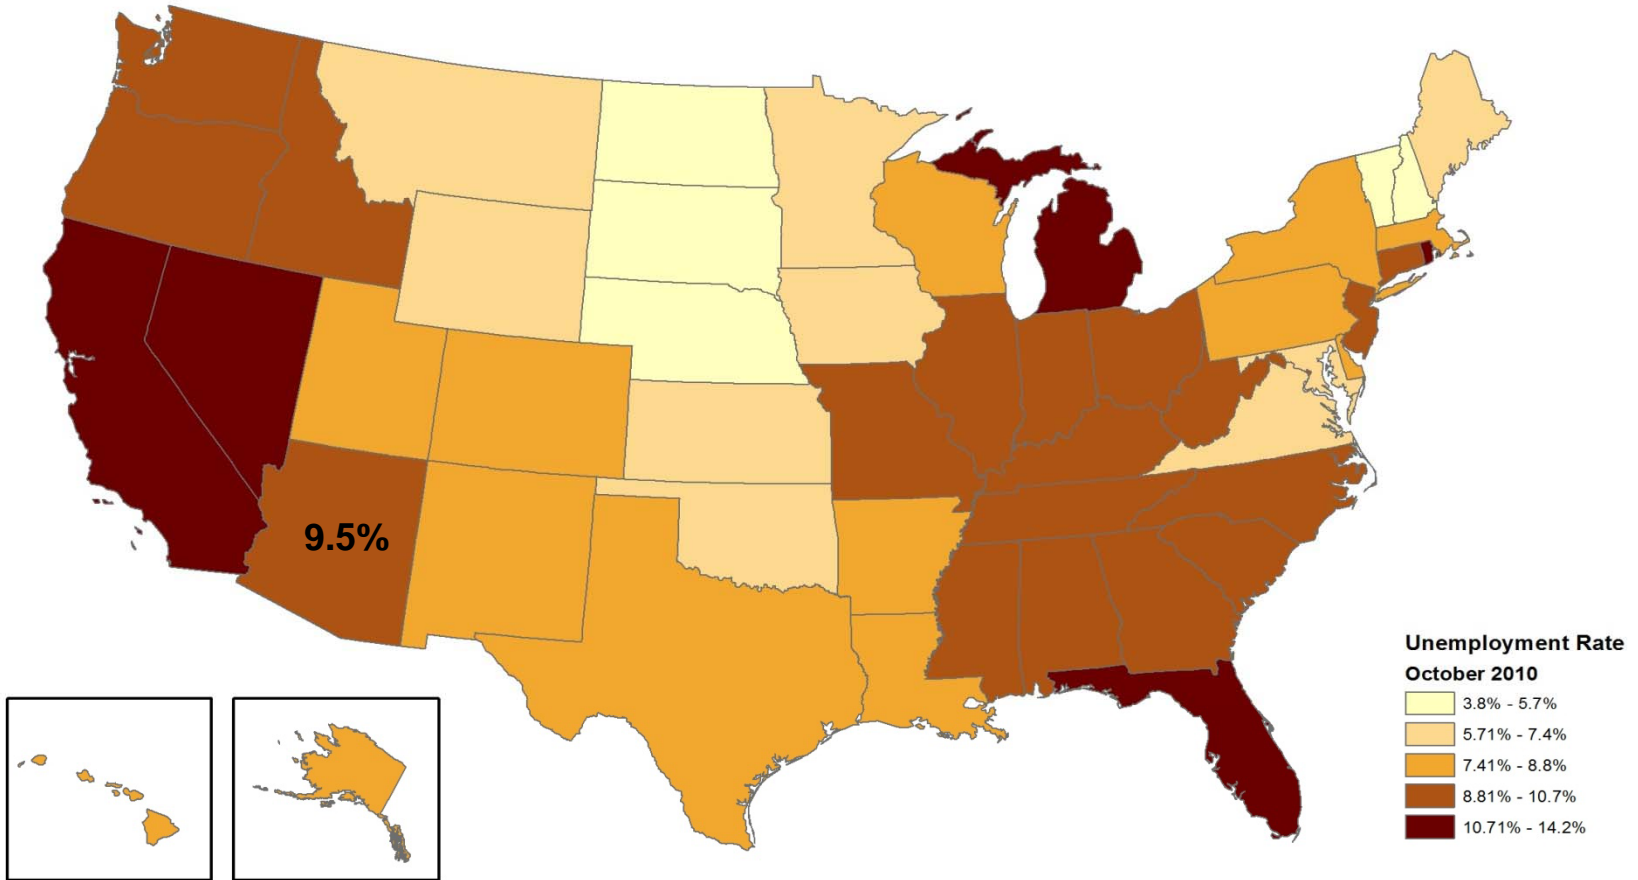 9.5%
Unemployment Rate
October 2010
3.8% - 5.7%
5.71% - 7.4%
7.41% - 8.8%
8.81% - 10.7%
10.71% - 14.2%